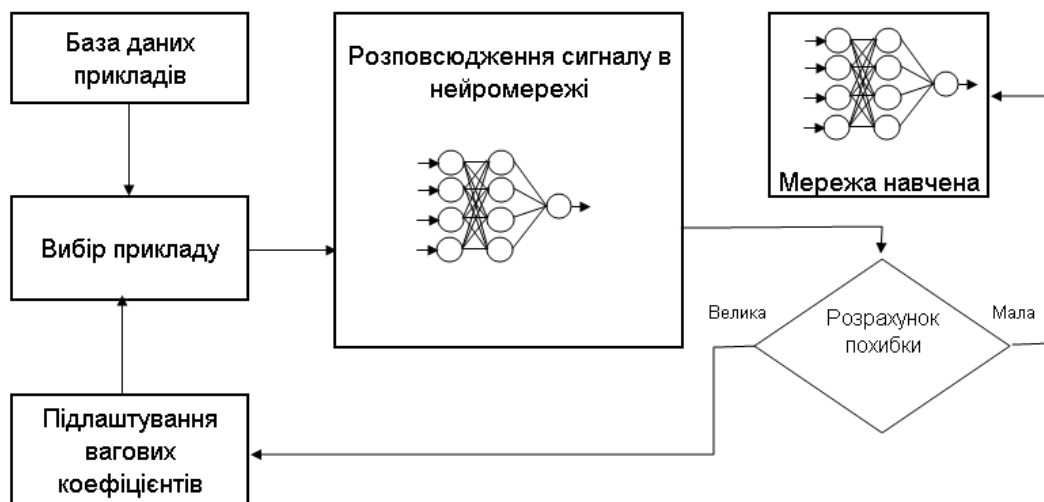 База даних
прикладів
Розповсюдження сигналу в
нейромережі
Мережа навчена
Вибір прикладу
Велика
Розрахунок
похибки
Мала
Підлаштування
вагових
коефіцієнтів